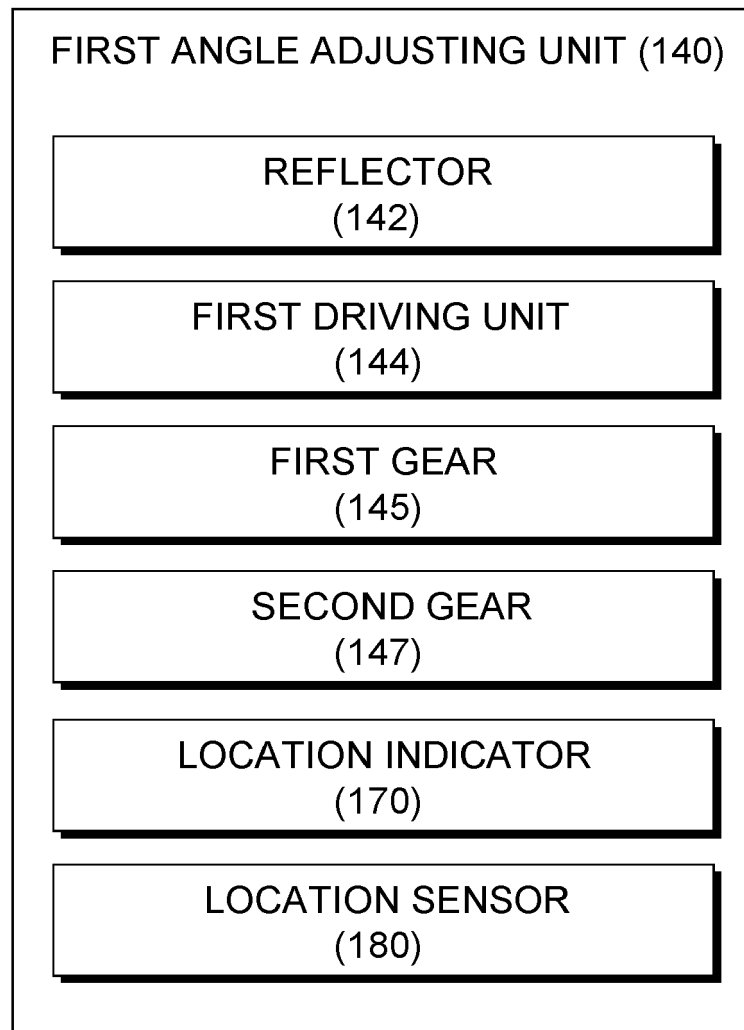 FIRST ANGLE ADJUSTING UNIT (140)
REFLECTOR
(142)
FIRST DRIVING UNIT
(144)
FIRST GEAR
(145)
SECOND GEAR
(147)
LOCATION INDICATOR
(170)
LOCATION SENSOR
(180)